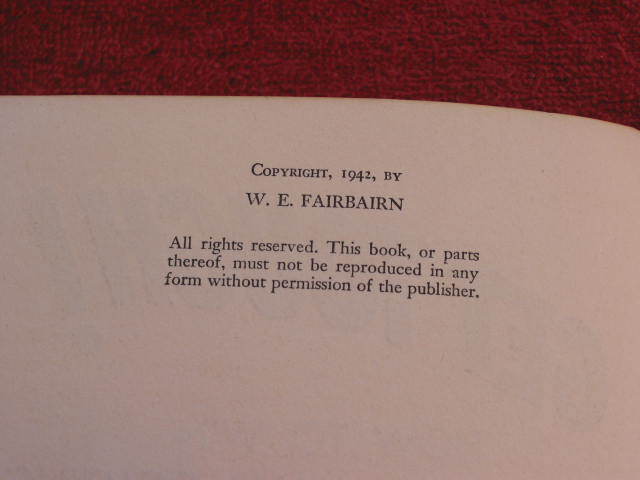 COPYRIGHT, 1942, BY
W. E. FAIRBAIRN
All rights reserved. This book, or parts
thereof, must not be reproduced in any
form without permission of the publisher.